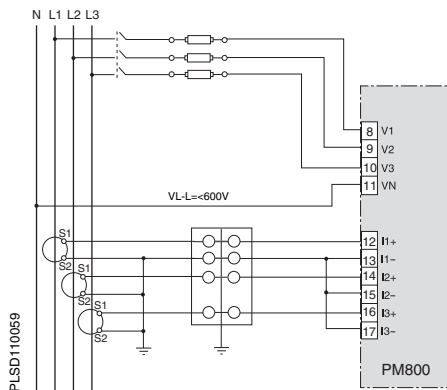 N L1 L2 L3
8 V1
9 V2
10 V3
11 VN
VL-L=<600V
S1
S2
S1
S2
S1
S2
12 I1+
13 I1–
14 I2+
15 I2–
16 I3+
17 I3–
PM800
PLSD110059